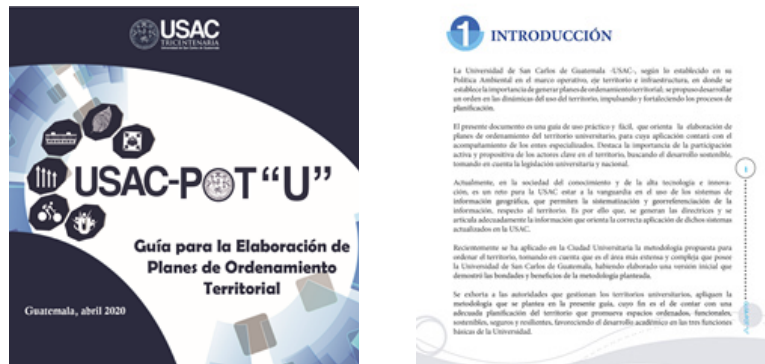 USAC
TRICENTENARIA
Universidad de San Carlos de Guatemala
USAC-POT "U"
Guía para la Elaboración de
Planes de Ordenamiento
Territorial
Guatemala, abril 2020
1 INTRODUCCIÓN
La Universidad de San Carlos de Guatemala -USAC-, según lo establecido en su
Política Ambiental en el marco operativo, eje territorio e infraestructura, en donde se
establece la importancia de generar planes de ordenamiento territorial; se propuso desarrollar
un orden en las dinámicas del uso del territorio, impulsando y fortaleciendo los procesos de
planificación.
El presente documento es una guía de uso práctico y fácil, que orienta la elaboración de
planes de ordenamiento del territorio universitario, para cuya aplicación contará con el
acompañamiento de los entes especializados. Destaca la importancia de la participación
activa y propositiva de los actores clave en el territorio, buscando el desarrollo sostenible,
tomando en cuenta la legislación universitaria y nacional.
Actualmente, en la sociedad del conocimiento y de la alta tecnología e innova-
ción, es un reto para la USAC estar a la vanguardia en el uso de los sistemas de
información geográfica, que permiten la sistematización y georreferenciación de la
información, respecto al territorio. Es por ello que, se generan las directrices y se
articula adecuadamente la información que orienta la correcta aplicación de dichos sistemas
actualizados en la USAC.
Recientemente se ha aplicado en la Ciudad Universitaria la metodología propuesta para
ordenar el territorio, tomando en cuenta que es el área más extensa y compleja que posee
la Universidad de San Carlos de Guatemala, habiendo elaborado una versión inicial que
demostró las bondades y beneficios de la metodología planteada.
Se exhorta a las autoridades que gestionan los territorios universitarios, apliquen la
metodología que se plantea en la presente guía, cuyo fin es el de contar con una
adecuada planificación del territorio que promueva espacios ordenados, funcionales,
sostenibles, seguros y resilientes, favoreciendo el desarrollo académico en las tres funciones
básicas de la Universidad.